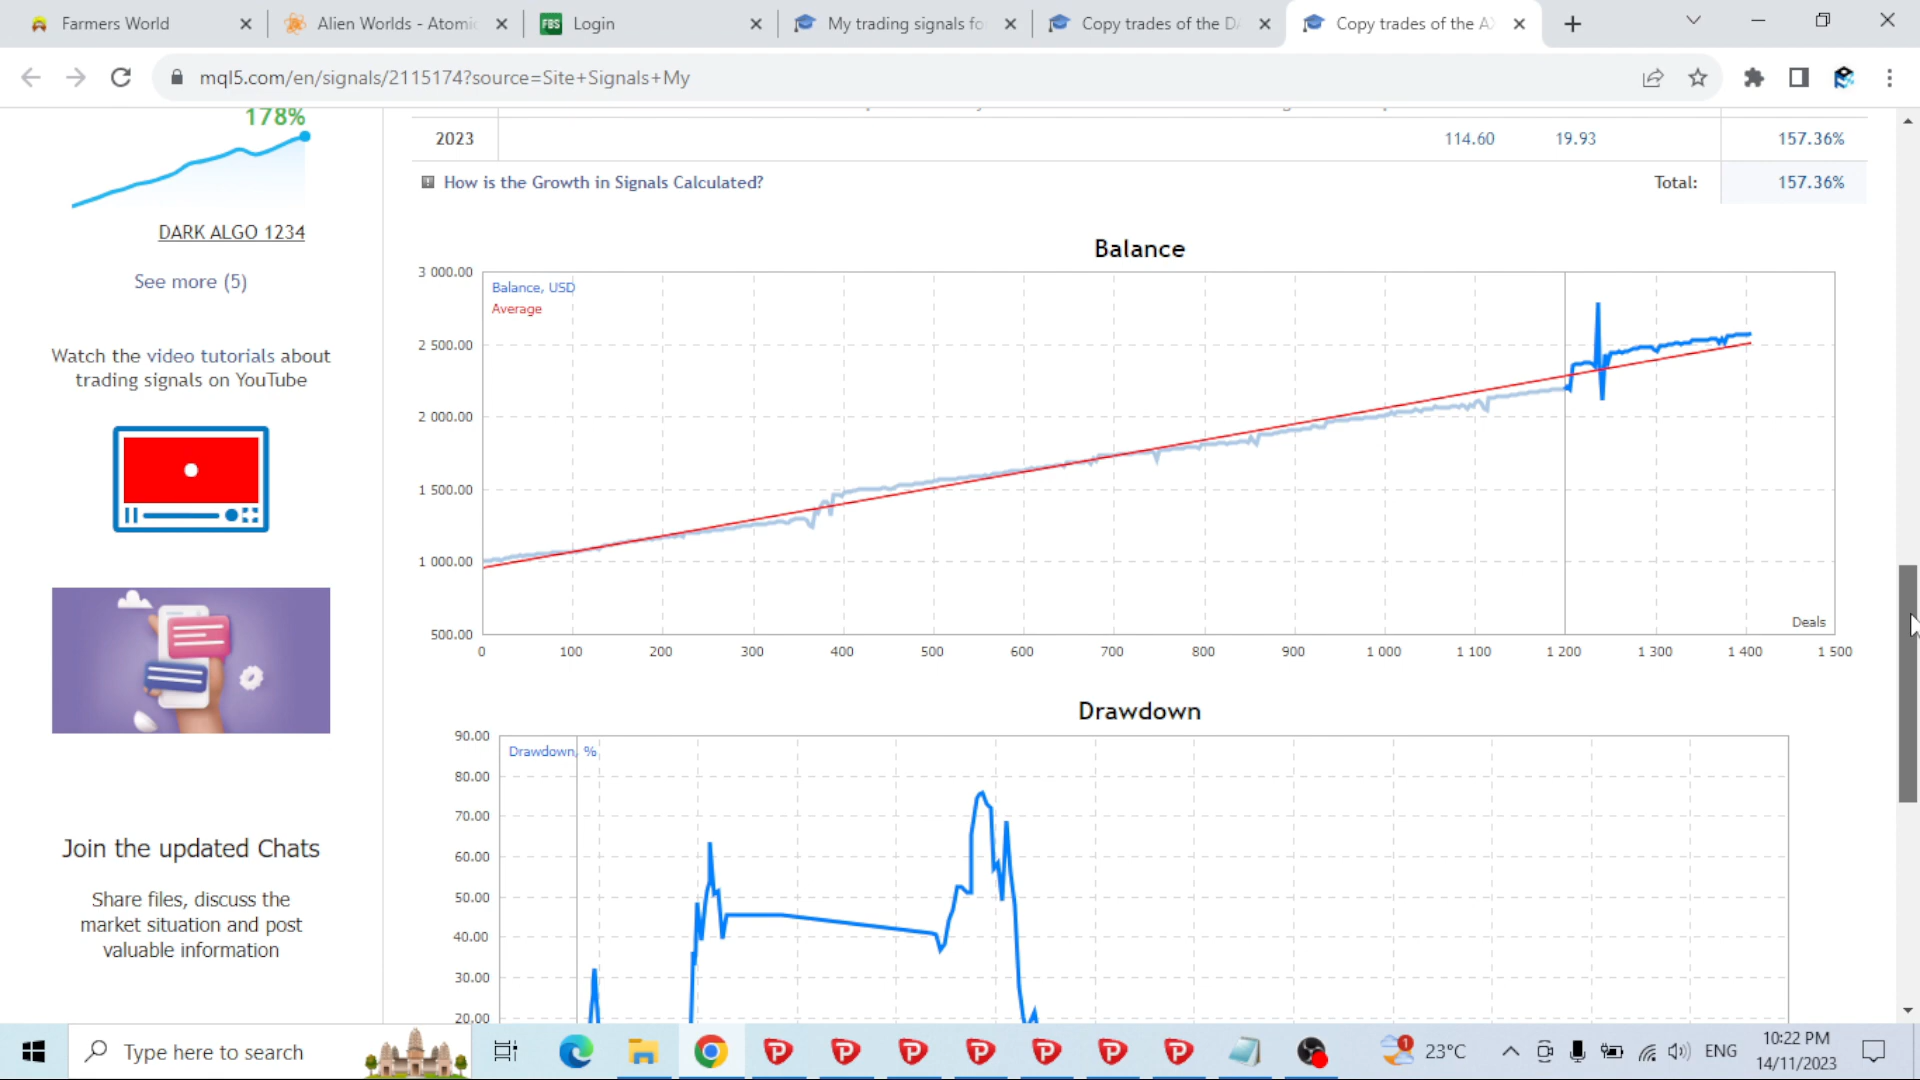 Farmers World
Alien Worlds - Atomic
FBS Login
My trading signals fo
Copy trades of the DA
Copy trades of the AX
mql5.com/en/signals/2115174?source=Site+Signals+My
178%
DARK ALGO 1234
See more (5)
Watch the video tutorials about
trading signals on YouTube
Join the updated Chats
Share files, discuss the
market situation and post
valuable information
2023 114.60 19.93 157.36%
How is the Growth in Signals Calculated? Total: 157.36%
Balance
Balance, USD
Average
3 000.00
2 500.00
2 000.00
1 500.00
1 000.00
500.00
Deals
0 100 200 300 400 500 600 700 800 900 1 000 1 100 1 200 1 300 1 400 1 500
Drawdown
Drawdown, %
90.00
80.00
70.00
60.00
50.00
40.00
30.00
20.00
Type here to search
1
23°C
ENG
10:22 PM
14/11/2023